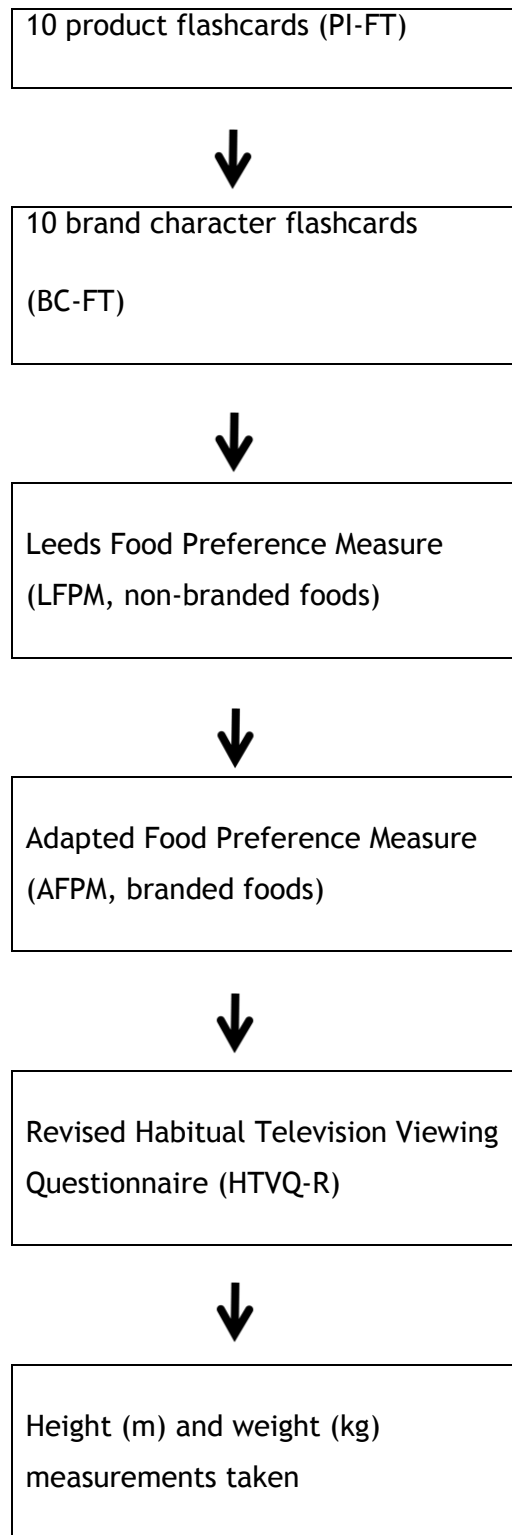 10 product flashcards (PI-FT)
10 brand character flashcards
(BC-FT)
Leeds Food Preference Measure
(LFPM, non-branded foods)
Adapted Food Preference Measure
(AFPM, branded foods)
Revised Habitual Television Viewing
Questionnaire (HTVQ-R)
Height (m) and weight (kg)
measurements taken